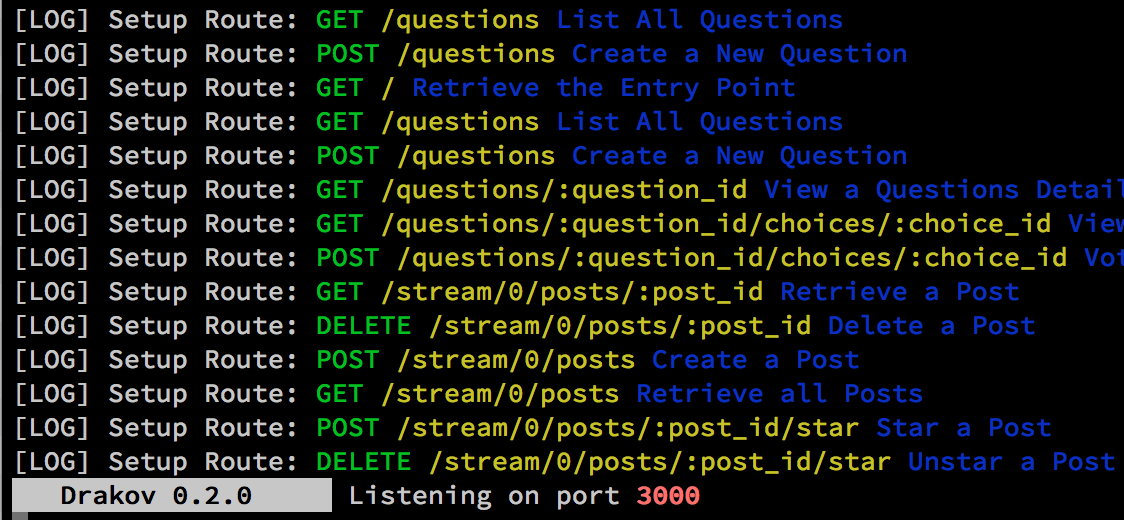 [LOG] Setup Route: GET /questions List All Questions
[LOG] Setup Route: POST /questions Create a New Question
[LOG] Setup Route: GET / Retrieve the Entry Point
[LOG] Setup Route: GET /questions List All Questions
[LOG] Setup Route: POST /questions Create a New Question
[LOG] Setup Route: GET /questions/:question_id View a Questions Detail
[LOG] Setup Route: GET /questions/:question_id/choices/:choice_id View
[LOG] Setup Route: POST /questions/:question_id/choices/:choice_id Vot
[LOG] Setup Route: GET /stream/0/posts/:post_id Retrieve a Post
[LOG] Setup Route: DELETE /stream/0/posts/:post_id Delete a Post
[LOG] Setup Route: POST /stream/0/posts Create a Post
[LOG] Setup Route: GET /stream/0/posts Retrieve all Posts
[LOG] Setup Route: POST /stream/0/posts/:post_id/star Star a Post
[LOG] Setup Route: DELETE /stream/0/posts/:post_id/star Unstar a Post
Drakov 0.2.0 Listening on port 3000